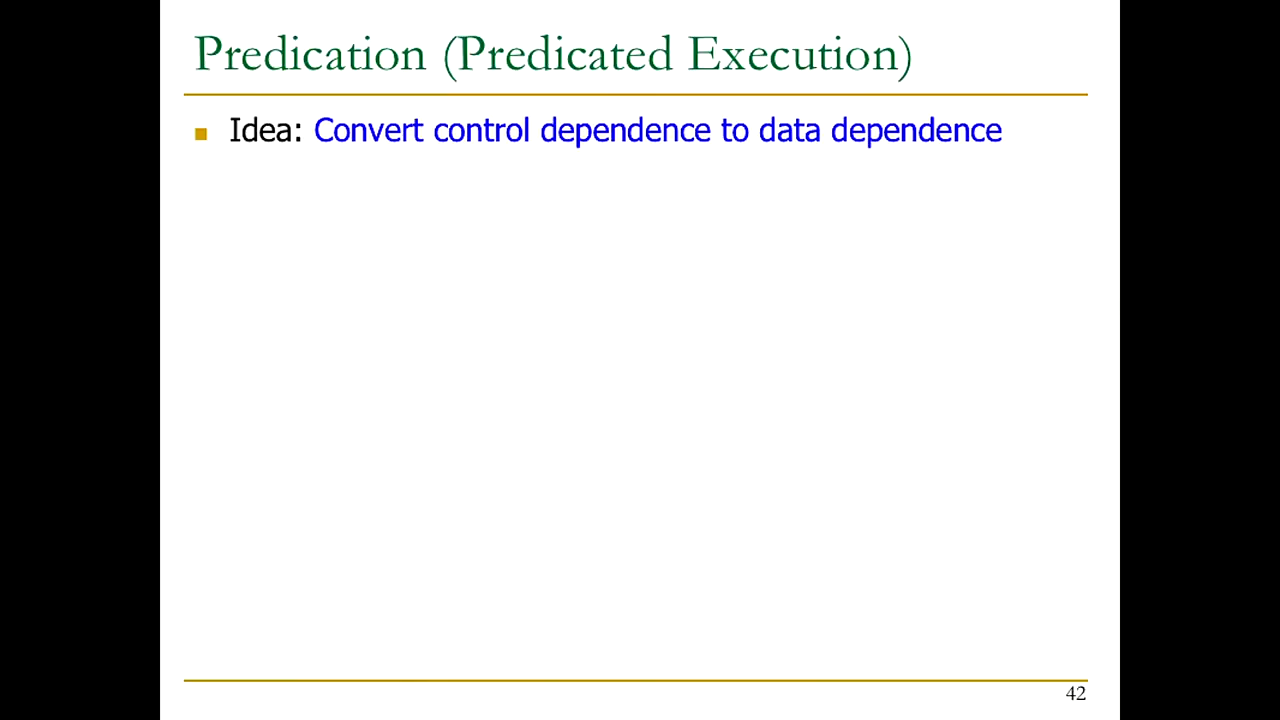 Predication (Predicated Execution)
Idea: Convert control dependence to data dependence
42